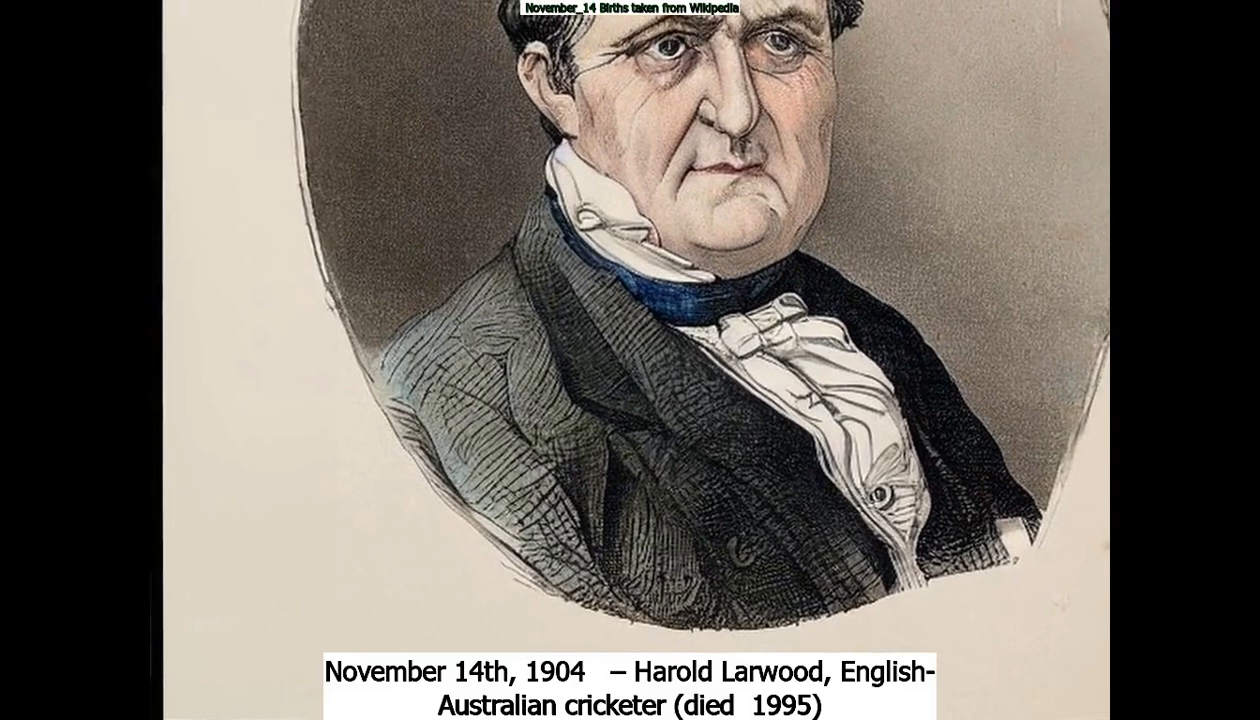 November_14 Births taken from Wikipedia
November 14th, 1904   – Harold Larwood, English-
Australian cricketer (died  1995)